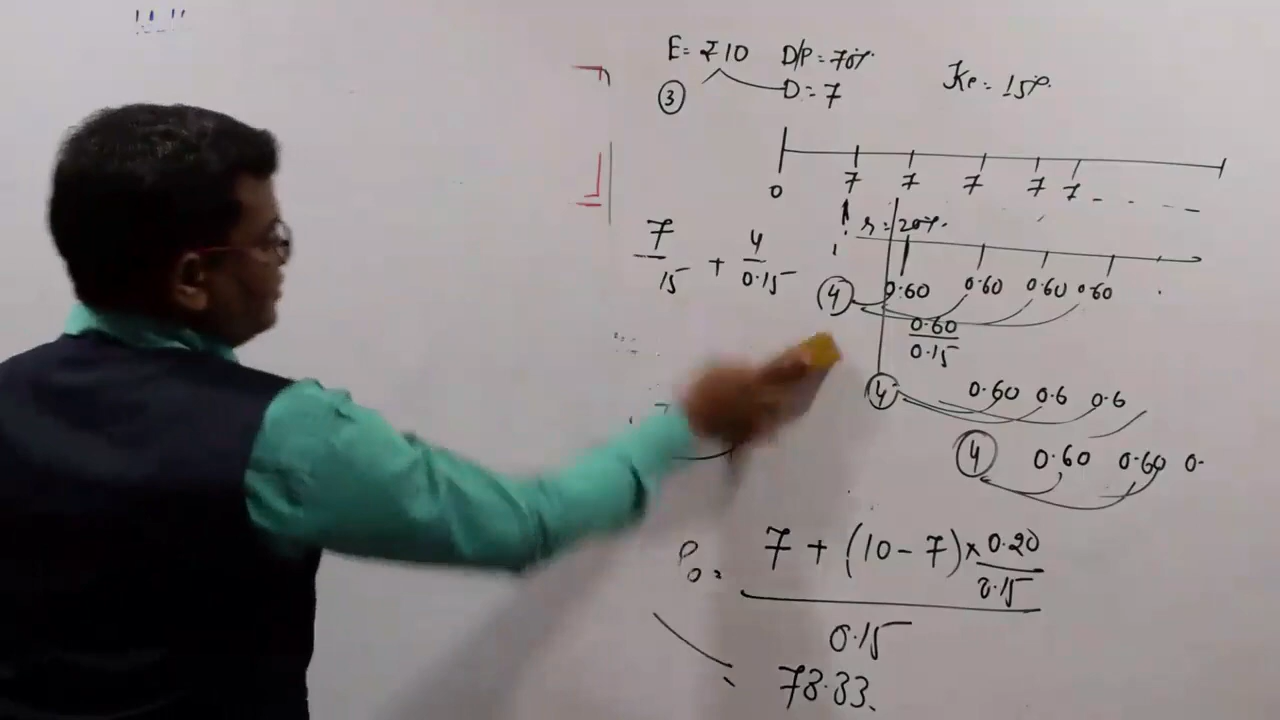 E = ₹10 D/P = 70%
Ke = 15%
③ D = 7
0 7 7 7 7 7 - - - -
r = 20%
7/15 + 4/0.15
④ 0.60 0.60 0.60 0.60
0.60/0.15
④ 0.60 0.6 0.6
④ 0.60 0.60 0.
P0 = (7 + (10 - 7) × 0.20/0.15)/0.15
73.33